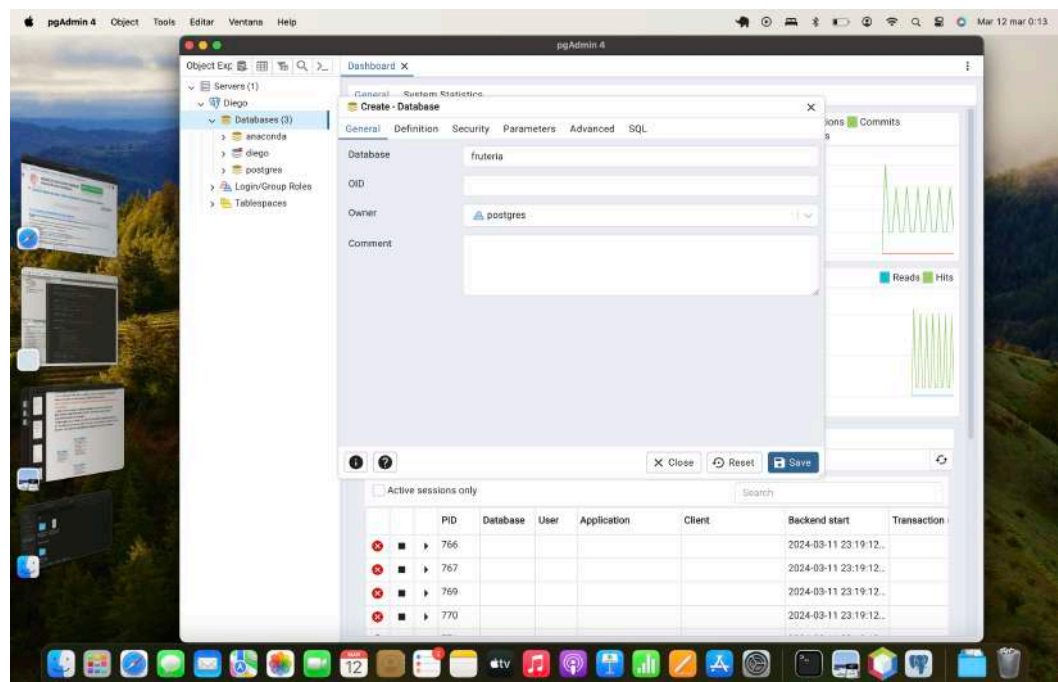 pgAdmin 4 Object Tools Editar Ventana Help Mar 12 mar 0:13
pgAdmin 4
Object Exp
Dashboard
Servers (1)
General System Statistics
Diego
Create - Database
Databases (3)
General Definition Security Parameters Advanced SQL
ions Commits
anaconda
Database fruteria
diego
postgres
OID
Login/Group Roles
Tablespaces
Owner postgres
Comment
Reads Hits
Close Reset Save
Active sessions only Search
PID Database User Application Client Backend start Transaction
766 2024-03-11 23:19:12...
767 2024-03-11 23:19:12...
769 2024-03-11 23:19:12...
770 2024-03-11 23:19:12...
12 tv